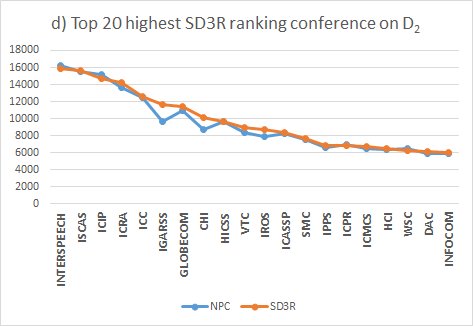 d) Top 20 highest SD3R ranking conference on D2
18000
16000
14000
12000
10000
8000
6000
4000
2000
0
INTERSPEECH
ISCAS
ICIP
ICRA
ICC
IGARSS
GLOBECOM
CHI
HICSS
VTC
IROS
ICASSP
SMC
IPPS
ICPR
ICMCS
HCI
WSC
DAC
INFOCOM
NPC
SD3R